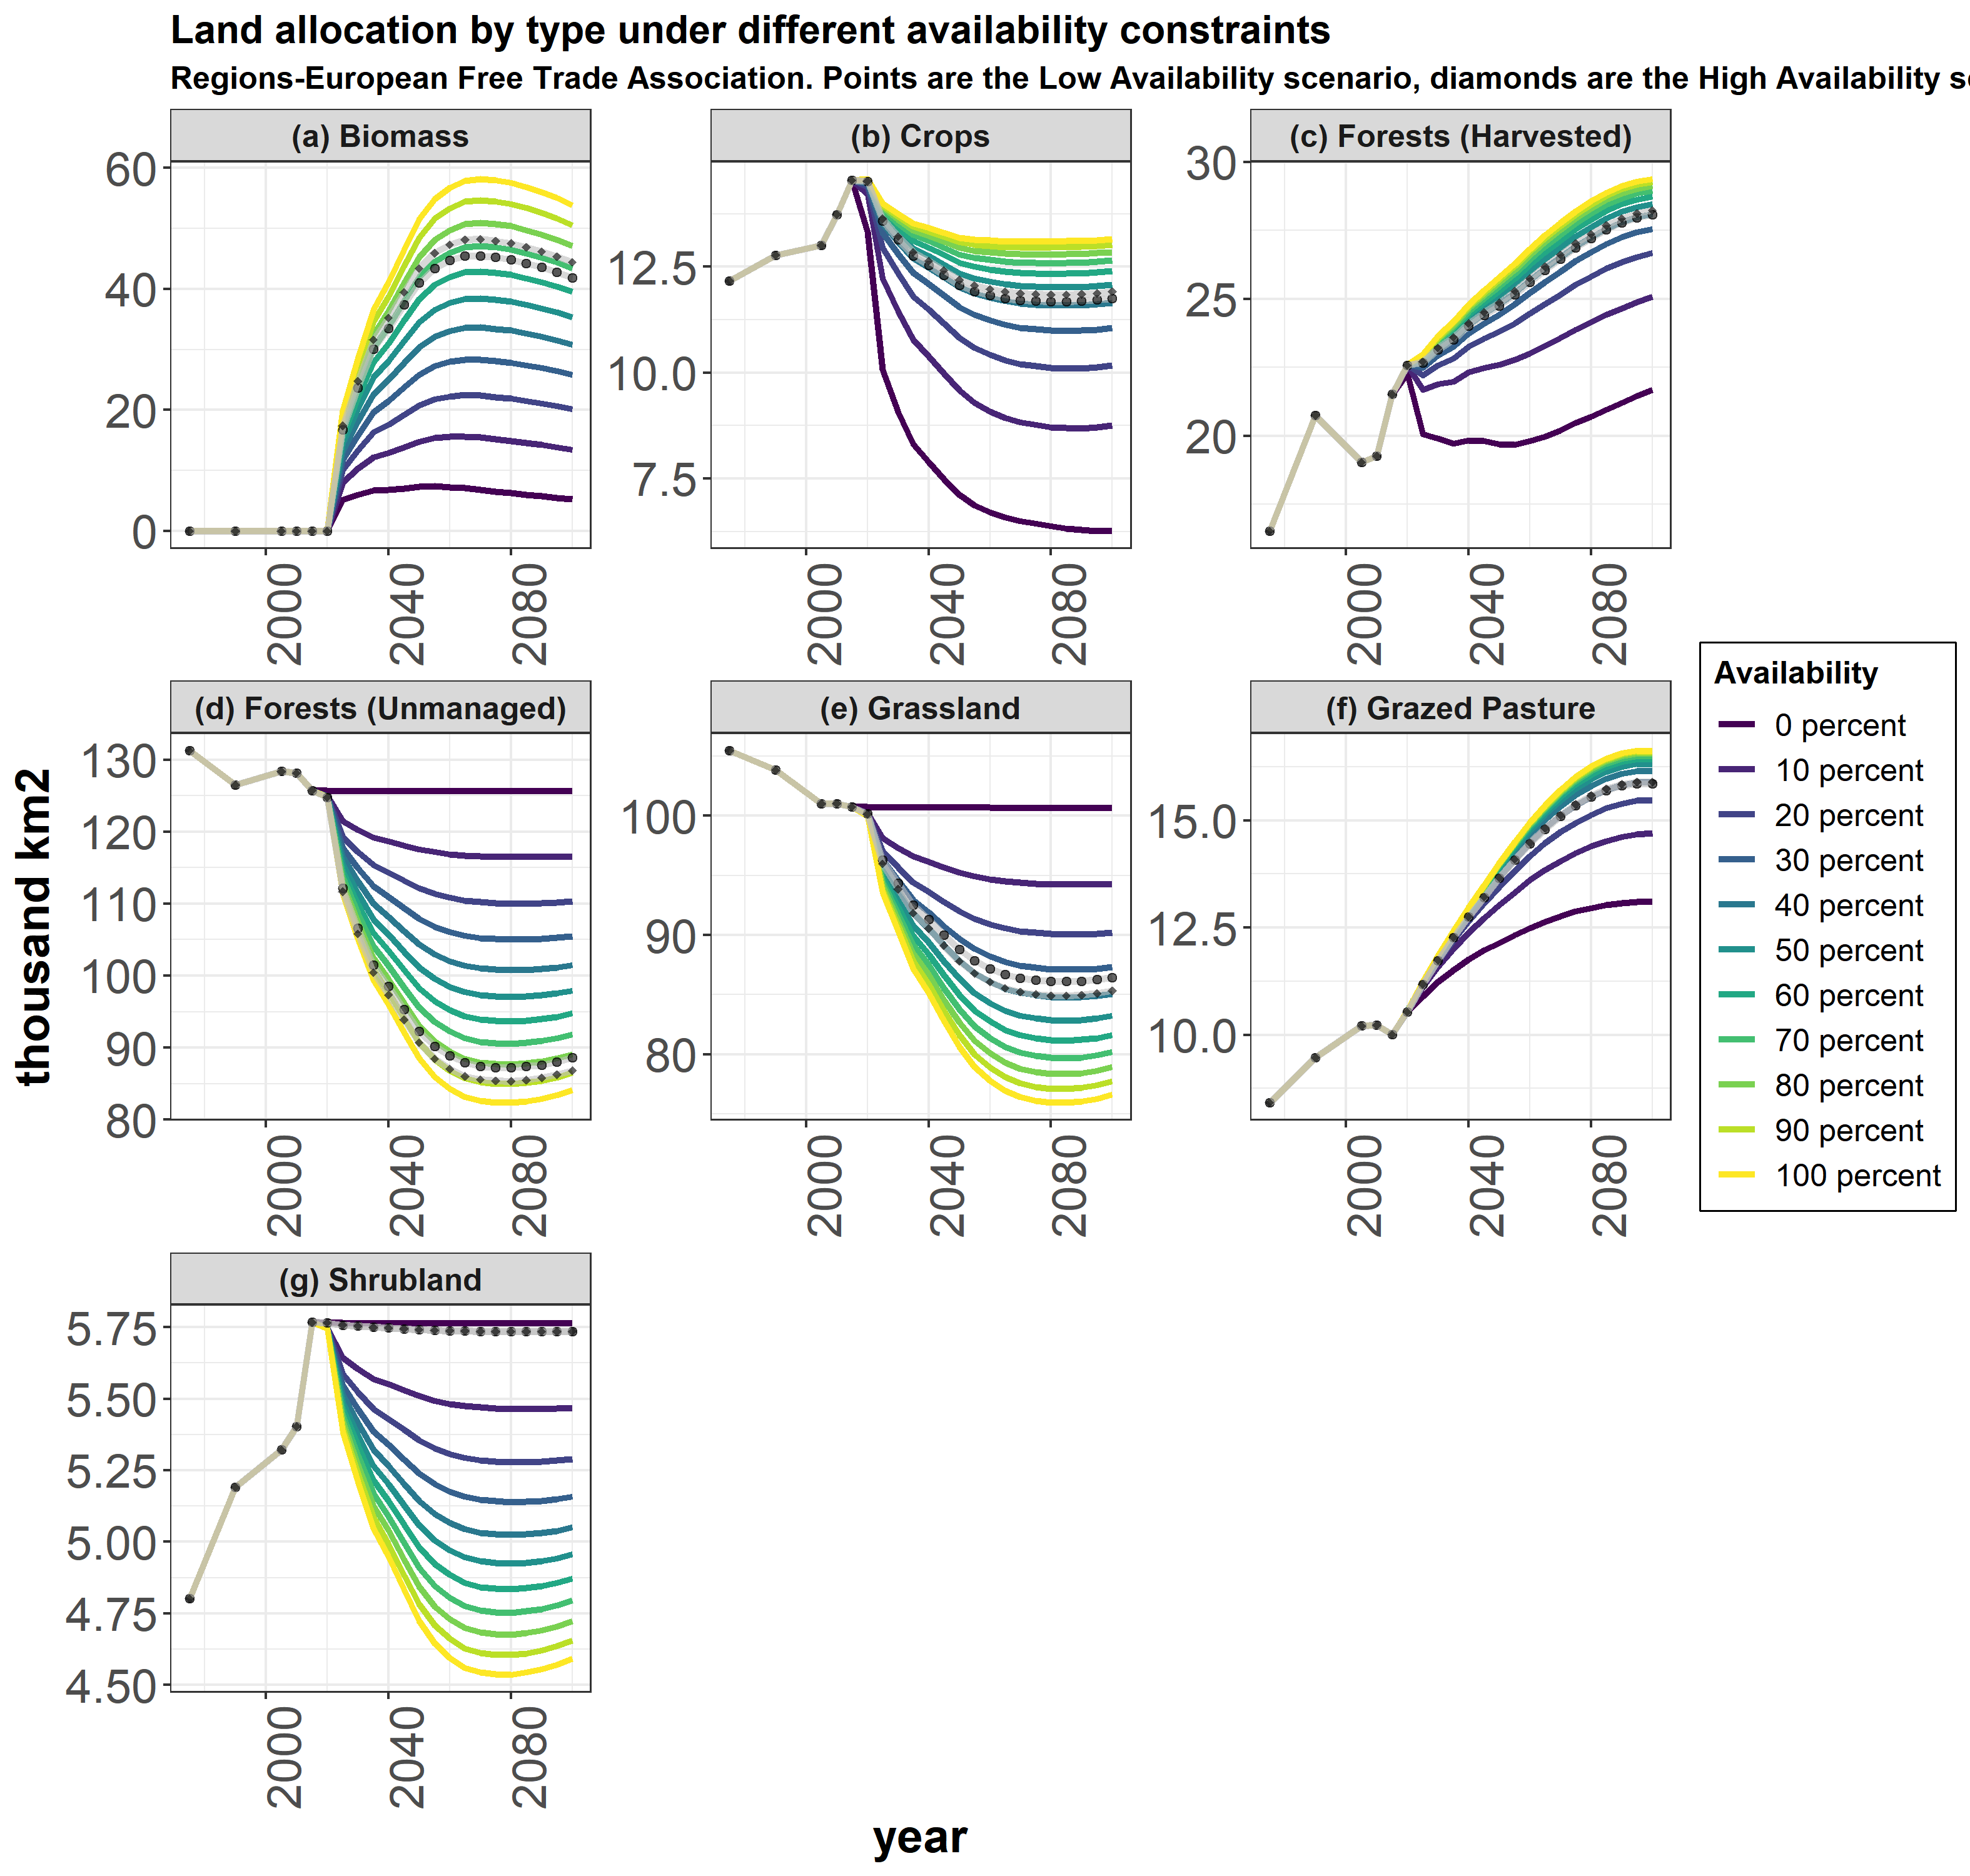 Land allocation by type under different availability constraints
Regions-European Free Trade Association. Points are the Low Availability scenario, diamonds are the High Availability
(a) Biomass
(b) Crops
(c) Forests (Harvested)
60
40
20
0
12.5
10.0
7.5
30
25
20
2000
2040
2080
2000
2040
2080
2000
2040
2080
(d) Forests (Unmanaged)
(e) Grassland
(f) Grazed Pasture
130
120
110
100
90
80
100
90
80
15.0
12.5
10.0
2000
2040
2080
2000
2040
2080
2000
2040
2080
(g) Shrubland
5.75
5.50
5.25
5.00
4.75
4.50
2000
2040
2080
thousand km2
year
Availability
0 percent
10 percent
20 percent
30 percent
40 percent
50 percent
60 percent
70 percent
80 percent
90 percent
100 percent